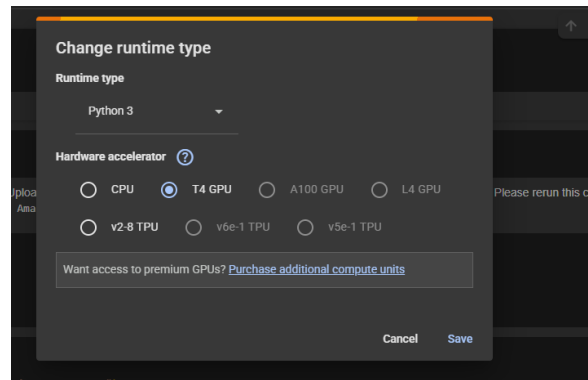 Change runtime type
Runtime type
Python 3
Hardware accelerator ?
CPU T4 GPU A100 GPU L4 GPU
v2-8 TPU v6e-1 TPU v5e-1 TPU
Want access to premium GPUs? Purchase additional compute units
Cancel Save
Uploa
Ama
Please rerun this c